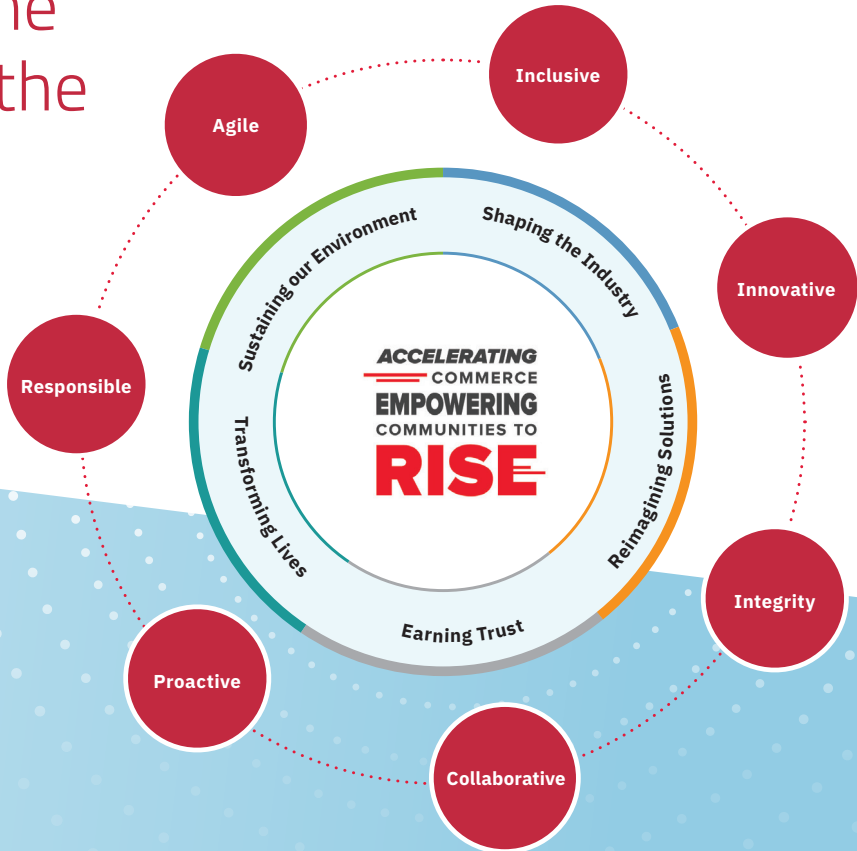 the
Inclusive
Agile
Innovative
Responsible
Integrity
Proactive
Collaborative
Sustaining our Environment
Shaping the Industry
Reimagining Solutions
Earning Trust
Transforming Lives
ACCELERATING
COMMERCE
EMPOWERING
COMMUNITIES TO
RISE